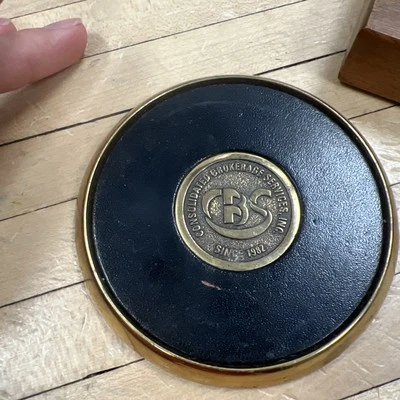 CONSOLIDATED BROKERAGE SERVICES, INC.
CBS
SINCE 1982